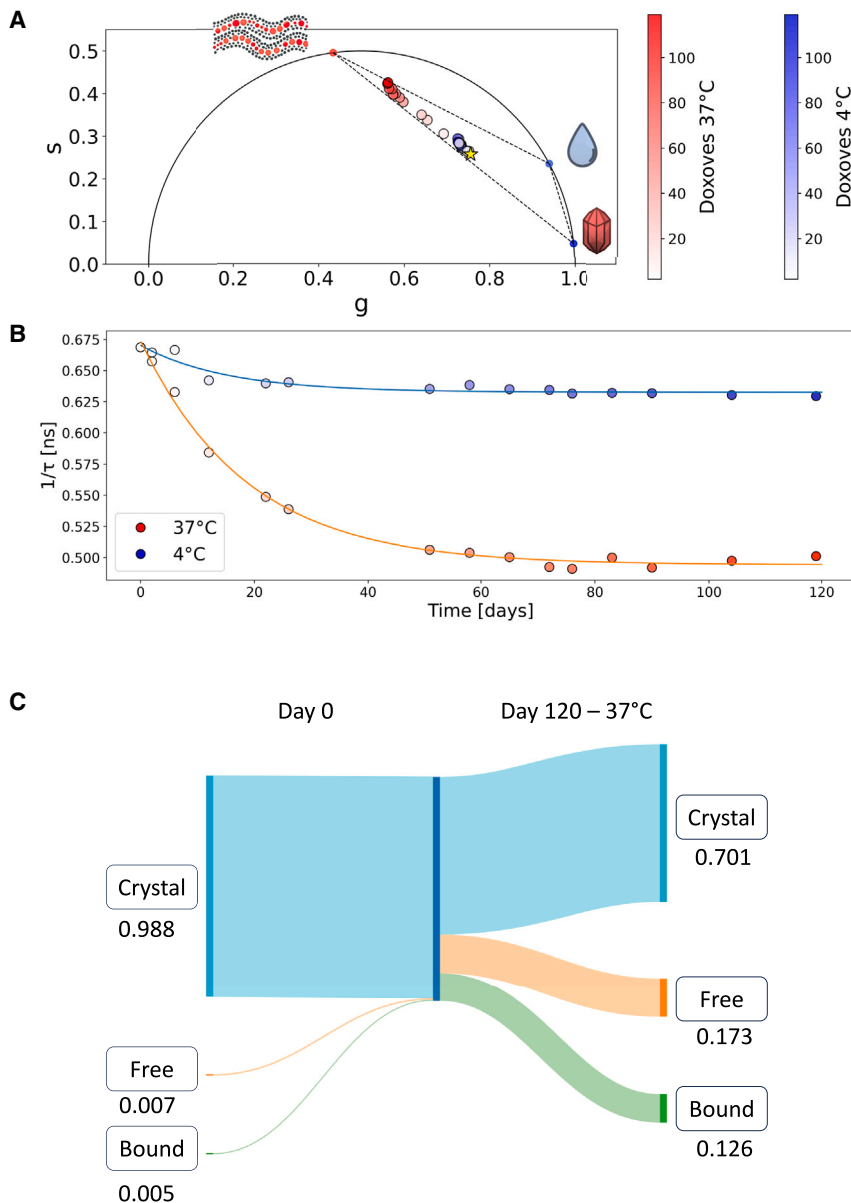 A
0.5
0.4
0.3
0.2
0.1
0.0
S
0.0
0.2
0.4
0.6
0.8
1.0
g
100
80
60
40
20
Doxoves 37°C
100
80
60
40
20
Doxoves 4°C
B
0.675
0.650
0.625
0.600
0.575
0.550
0.525
0.500
1/τ [ns]
37°C
4°C
0
20
40
60
80
100
120
Time [days]
C
Day 0
Day 120 – 37°C
Crystal
0.988
Free
0.007
Bound
0.005
Crystal
0.701
Free
0.173
Bound
0.126